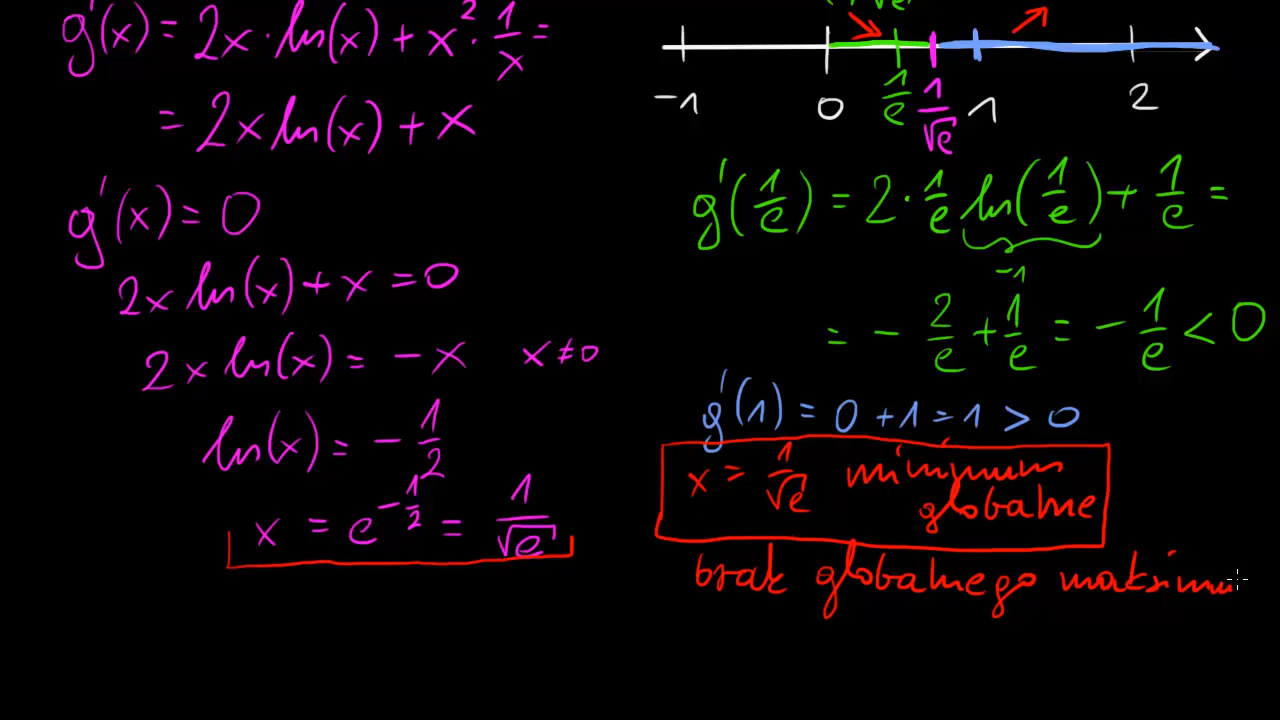 g'(x) = 2x · ln(x) + x² · 1/x =
= 2x ln(x) + x
g'(x) = 0
2x ln(x) + x = 0
2x ln(x) = - x   x ≠ 0
ln(x) = - 1/2
x = e^(-1/2) = 1/√e
-1 0 1/e 1/√e 1 2
g'(1/e) = 2 · 1/e ln(1/e) + 1/e =
-1
= - 2/e + 1/e = - 1/e < 0
g'(1) = 0 + 1 = 1 > 0
x = 1/√e minimum
globalne
brak globalnego maksimu